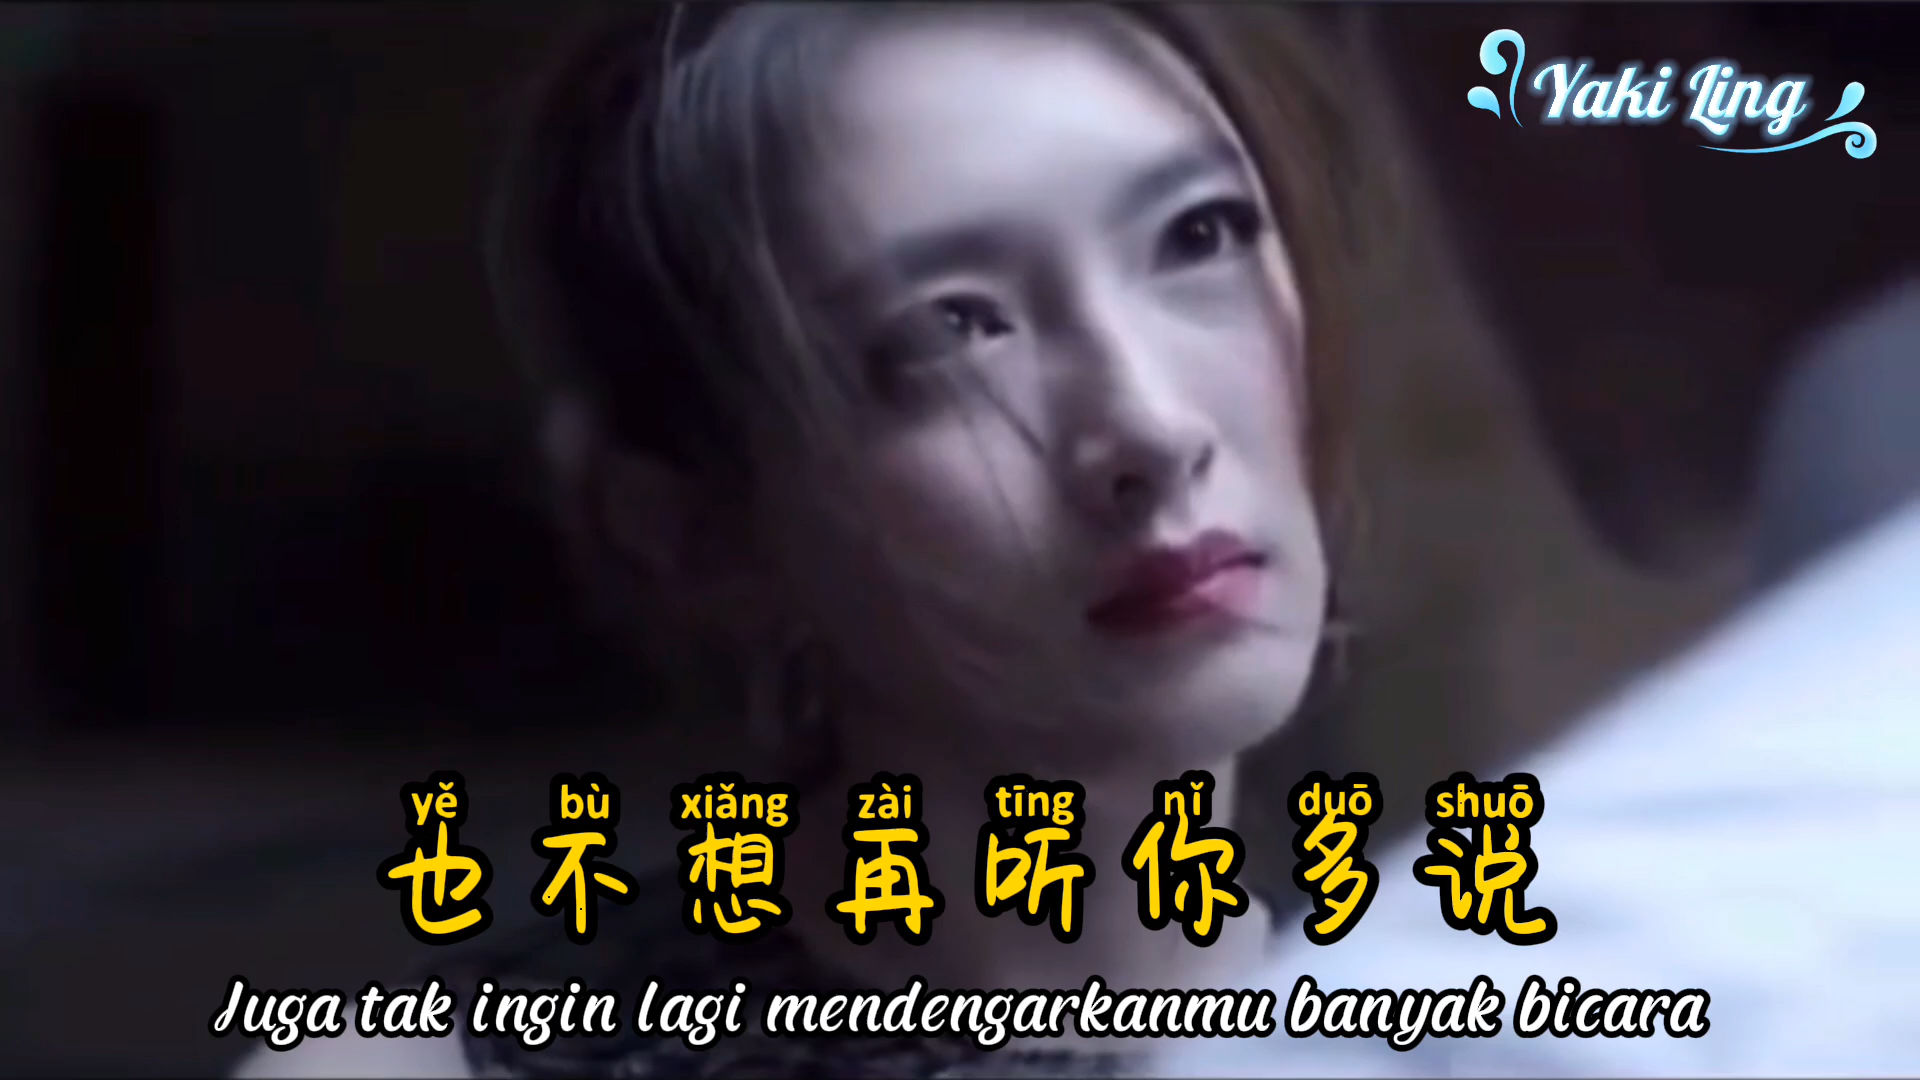 Yaki Ling
yě bù xiǎng zài tīng nǐ duō shuō
也不想再听你多说
Juga tak ingin lagi mendengarkanmu banyak bicara